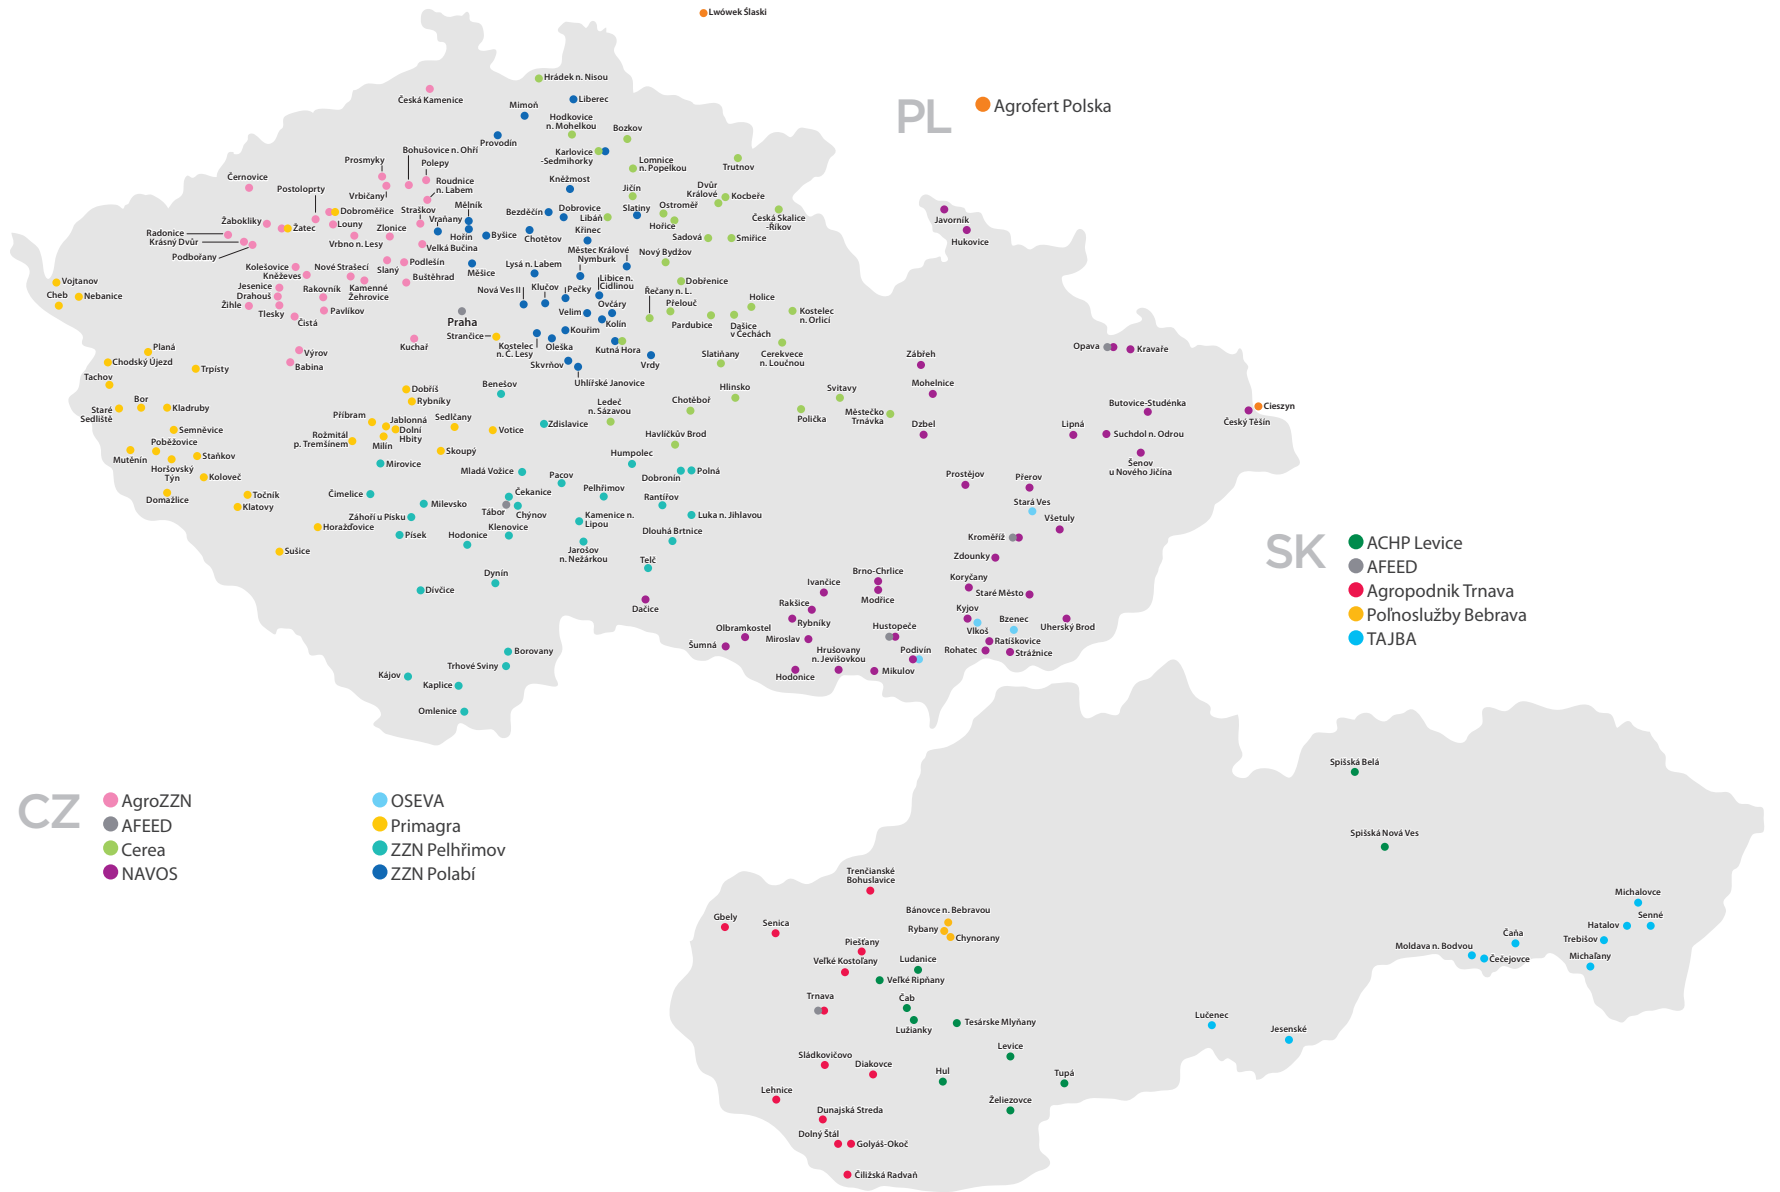 Lwówek Ślaski
PL
Agrofert Polska
Hrádek n. Nisou
Česká Kamenice
Liberec
Mimoň
Provodín
Hodkovice
n. Mohelkou
Bozkov
Karlovice
-Sedmihorky
Lomnice
n. Popelkou
Trutnov
Bohušovice n. Ohří
Prosmyky
Polepy
Černovice
Postoloprty
Vrbičany
Roudnice
n. Labem
Kněžmost
Jičín
Dvůr
Králové
Kocbeře
Dobroměřice
Straškov
Mělník
Bezděčín
Dobrovice
Libáň
Slatiny
Ostroměř
Hořice
Česká Skalice
-Říkov
Javorník
Hukovice
Žabokliky
Žatec
Louny
Zlonice
Vraňany
Hořín
Byšice
Chotětov
Křinec
Sadová
Smiřice
Radonice
Krásný Dvůr
Podbořany
Vrbno n. Lesy
Velká Bučina
Městec Králové
Nymburk
Nový Bydžov
Kolešovice
Kněževes
Nové Strašecí
Slaný
Podlešín
Měšice
Lysá n. Labem
Libice n.
Cidlinou
Dobřenice
Vojtanov
Cheb
Nebanice
Jesenice
Drahouš
Žihle
Tlesky
Rakovník
Kamenné
Žehrovice
Buštěhrad
Nová Ves II
Klučov
Pečky
Ovčáry
Řečany n. L.
Přelouč
Holice
Kostelec
n. Orlicí
Čistá
Pavlíkov
Praha
Velim
Kolín
Pardubice
Dašice
v Čechách
Strančice
Kostelec
n. Č. Lesy
Kouřim
Oleška
Kutná Hora
Cerekvece
n. Loučnou
Kuchař
Planá
Chodský Újezd
Výrov
Babina
Skvrňov
Uhlířské Janovice
Vrdy
Slatiňany
Zábřeh
Opava
Kravaře
Trpísty
Tachov
Dobříš
Rybníky
Benešov
Hlinsko
Svitavy
Mohelnice
Butovice-Studénka
Cieszyn
Český Těšín
Staré
Sedliště
Bor
Kladruby
Semněvice
Příbram
Jablonná
Dolní
Hbity
Sedlčany
Votice
Zdislavice
Ledeč
n. Sázavou
Chotěboř
Polička
Městečko
Trnávka
Rožmitál
p. Tremšínem
Milín
Skoupý
Havlíčkův Brod
Dzbel
Lipná
Suchdol n. Odrou
Šenov
u Nového Jičína
Poběžovice
Mutěnín
Horšovský
Týn
Staňkov
Koloveč
Domažlice
Točník
Klatovy
Mirovice
Mladá Vožice
Pacov
Humpolec
Dobronín
Polná
Prostějov
Přerov
Stará Ves
Čimelice
Milevsko
Čekanice
Tábor
Chýnov
Pelhřimov
Rantířov
Luka n. Jihlavou
Všetuly
Horažďovice
Záhoří u Písku
Písek
Hodonice
Klenovice
Kamenice n.
Lipou
Dlouhá Brtnice
Kroměříž
Sušice
Jarošov
n. Nežárkou
Telč
Zdounky
Dívčice
Dynín
Dačice
Brno-Chrlice
Modřice
Ivančice
Koryčany
Staré Město
Rakšice
Rybníky
Kyjov
Vlkoš
Bzenec
Uherský Brod
Olbramkostel
Šumná
Miroslav
Hustopeče
Ratíškovice
Rohatec
Strážnice
Hrušovany
n. Jevišovkou
Podivín
Hodonice
Mikulov
Borovany
Trhové Sviny
Kájov
Kaplice
Omlenice
SK
ACHP Levice
AFEED
Agropodnik Trnava
Poľnoslužby Bebrava
TAJBA
CZ
AgroZZN
AFEED
Cerea
NAVOS
OSEVA
Primagra
ZZN Pelhřimov
ZZN Polabí
Spišská Belá
Spišská Nová Ves
Trenčianské
Bohuslavice
Gbely
Senica
Bánovce n. Bebravou
Rybany
Chynorany
Piešťany
Veľké Kostoľany
Ludanice
Veľké Ripňany
Michalovce
Senné
Hatalov
Trebišov
Michaľany
Čaňa
Moldava n. Bodvou
Čečejovce
Trnava
Čab
Lužianky
Tesárske Mlyňany
Lučenec
Jesenské
Sládkovičovo
Diakovce
Levice
Hul
Tupá
Lehnice
Želiezovce
Dunajská Streda
Dolný Štál
Golyáš-Okoč
Čiližská Radvaň